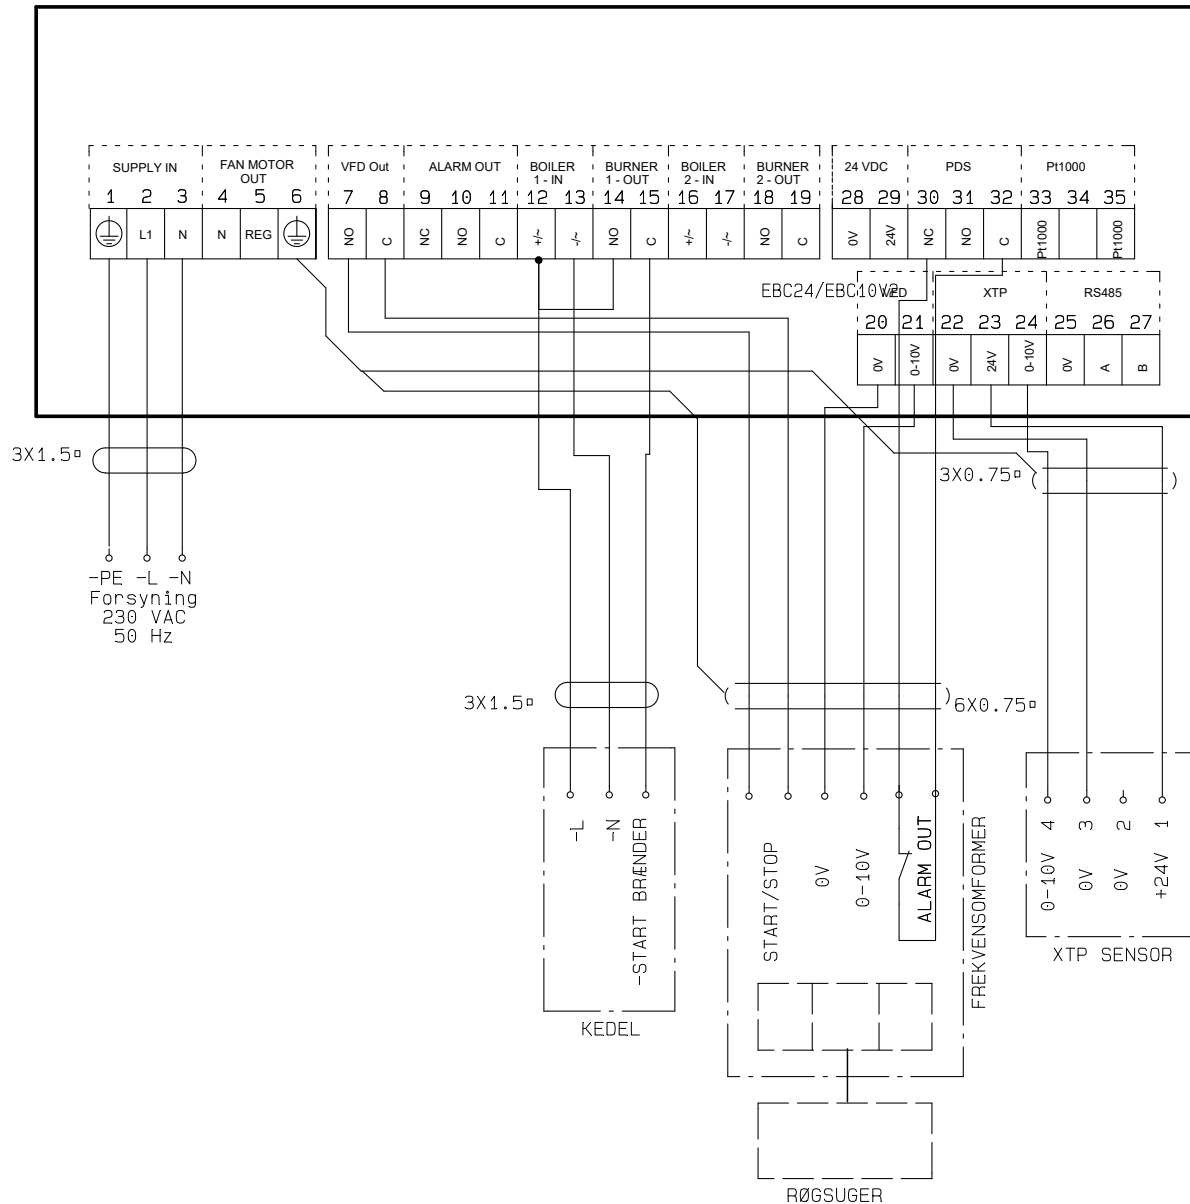 SUPPLY IN
FAN MOTOR
OUT
VFD Out
ALARM OUT
BOILER
1 - IN
BURNER
1 - OUT
BOILER
2 - IN
BURNER
2 - OUT
24 VDC
PDS
Pt1000
1 2 3 4 5 6 7 8 9 10 11 12 13 14 15 16 17 18 19 28 29 30 31 32 33 34 35
L1 N N REG NO C NC NO C +/~ -/~ NO C +/~ -/~ NO C 0V 24V NC NO C Pt1000 Pt1000
EBC24/EBC10V2
VFD
XTP
RS485
20 21 22 23 24 25 26 27
0V 0-10V 0V 24V 0-10V 0V A B
3X1.5▫
3X0.75▫
-PE -L -N
Forsyning
230 VAC
50 Hz
3X1.5▫
6X0.75▫
-L
-N
-START BRÆNDER
KEDEL
START/STOP
0V
0-10V
ALARM OUT
FREKVENSOMFORMER
0-10V 4
0V 3
0V 2
+24V 1
XTP SENSOR
RØGSUGER